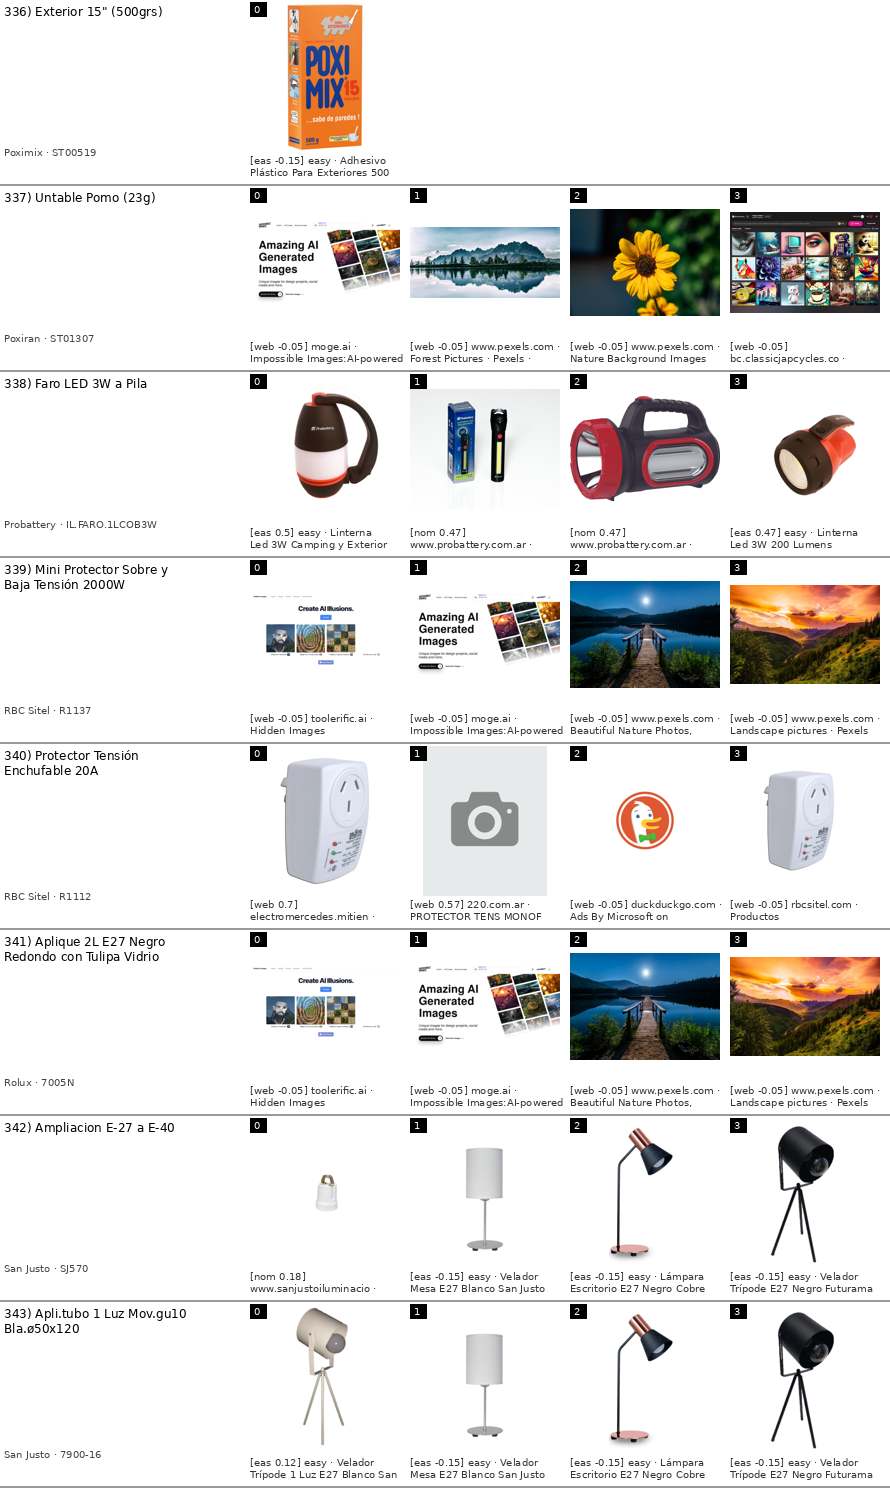 336) Exterior 15" (500grs)
Poximix · ST00519
0
POXI
MIX 15
...sabe de paredes !
500 g
[eas -0.15] easy · Adhesivo
Plástico Para Exteriores 500
337) Untable Pomo (23g)
Poxiran · ST01307
0
Amazing AI
Generated
Images
[web -0.05] moge.ai ·
Impossible Images:AI-powered
1
[web -0.05] www.pexels.com ·
Forest Pictures · Pexels ·
2
[web -0.05] www.pexels.com ·
Nature Background Images
3
[web -0.05]
bc.classicjapcycles.co ·
338) Faro LED 3W a Pila
Probattery · IL.FARO.1LCOB3W
0
Probattery
[eas 0.5] easy · Linterna
Led 3W Camping y Exterior
1
[nom 0.47]
www.probattery.com.ar ·
2
[nom 0.47]
www.probattery.com.ar ·
3
[eas 0.47] easy · Linterna
Led 3W 200 Lumens
339) Mini Protector Sobre y
Baja Tensión 2000W
RBC Sitel · R1137
0
Create AI Illusions.
[web -0.05] toolerific.ai ·
Hidden Images
1
Amazing AI
Generated
Images
[web -0.05] moge.ai ·
Impossible Images:AI-powered
2
[web -0.05] www.pexels.com ·
Beautiful Nature Photos,
3
[web -0.05] www.pexels.com ·
Landscape pictures · Pexels
340) Protector Tensión
Enchufable 20A
RBC Sitel · R1112
0
[web 0.7]
electromercedes.mitien ·
1
[web 0.57] 220.com.ar ·
PROTECTOR TENS MONOF
2
[web -0.05] duckduckgo.com ·
Ads By Microsoft on
3
[web -0.05] rbcsitel.com ·
Productos
341) Aplique 2L E27 Negro
Redondo con Tulipa Vidrio
Rolux · 7005N
0
Create AI Illusions.
[web -0.05] toolerific.ai ·
Hidden Images
1
Amazing AI
Generated
Images
[web -0.05] moge.ai ·
Impossible Images:AI-powered
2
[web -0.05] www.pexels.com ·
Beautiful Nature Photos,
3
[web -0.05] www.pexels.com ·
Landscape pictures · Pexels
342) Ampliacion E-27 a E-40
San Justo · SJ570
0
[nom 0.18]
www.sanjustoiluminacio ·
1
[eas -0.15] easy · Velador
Mesa E27 Blanco San Justo
2
[eas -0.15] easy · Lámpara
Escritorio E27 Negro Cobre
3
[eas -0.15] easy · Velador
Trípode E27 Negro Futurama
343) Apli.tubo 1 Luz Mov.gu10
Bla.ø50x120
San Justo · 7900-16
0
[eas 0.12] easy · Velador
Trípode 1 Luz E27 Blanco San
1
[eas -0.15] easy · Velador
Mesa E27 Blanco San Justo
2
[eas -0.15] easy · Lámpara
Escritorio E27 Negro Cobre
3
[eas -0.15] easy · Velador
Trípode E27 Negro Futurama